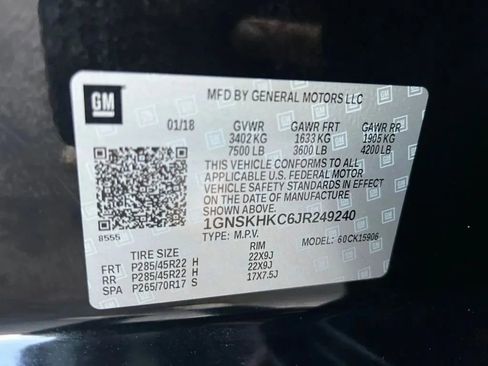 GM
MFD BY GENERAL MOTORS LLC
01/18 GVWR GAWR FRT GAWR RR
3402 KG 1633 KG 1905 KG
7500 LB 3600 LB 4200 LB
THIS VEHICLE CONFORMS TO ALL
APPLICABLE U.S. FEDERAL MOTOR
VEHICLE SAFETY STANDARDS IN EFFECT
ON THE DATE OF MANUFACTURE
SHOWN ABOVE.
1GNSKHKC6JR249240
8555 TYPE: M.P.V. 60CK15906
TIRE SIZE RIM
FRT P285/45R22 H 22X9J
RR P285/45R22 H 22X9J
SPA P265/70R17 S 17X7.5J